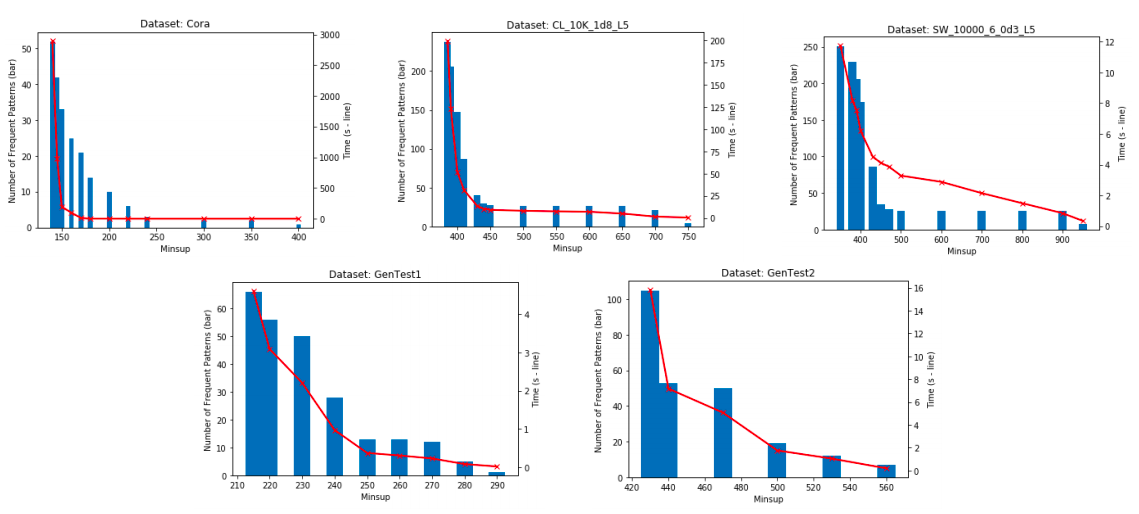 Dataset: Cora
Number of Frequent Patterns (bar)
50
40
30
20
10
0
3000
2500
2000
1500
1000
500
0
Time (s - line)
150 200 250 300 350 400
Minsup
Dataset: CL_10K_1d8_L5
Number of Frequent Patterns (bar)
200
150
100
50
0
200
175
150
125
100
75
50
25
0
Time (s - line)
400 450 500 550 600 650 700 750
Minsup
Dataset: SW_10000_6_0d3_L5
Number of Frequent Patterns (bar)
250
200
150
100
50
0
12
10
8
6
4
2
0
Time (s - line)
400 500 600 700 800 900
Minsup
Dataset: GenTest1
Number of Frequent Patterns (bar)
60
50
40
30
20
10
0
4
3
2
1
0
Time (s - line)
210 220 230 240 250 260 270 280 290
Minsup
Dataset: GenTest2
Number of Frequent Patterns (bar)
100
80
60
40
20
0
16
14
12
10
8
6
4
2
0
Time (s - line)
420 440 460 480 500 520 540 560
Minsup